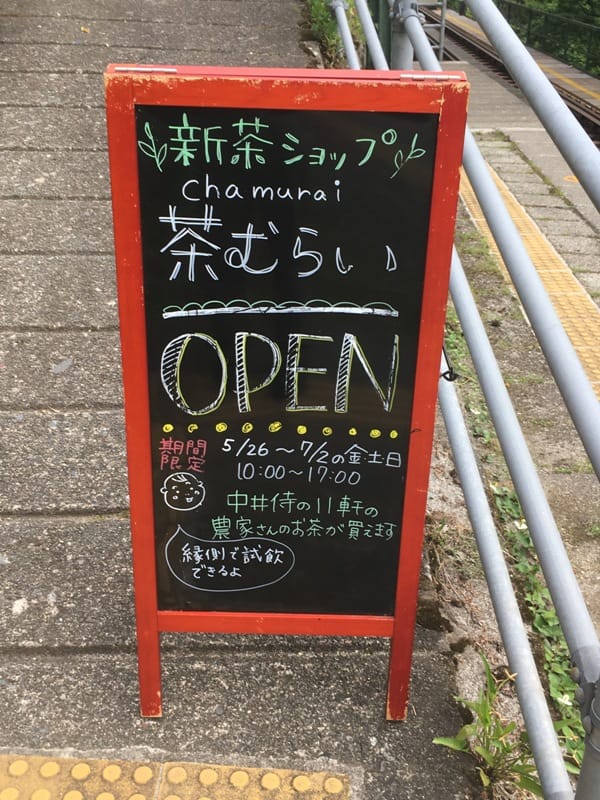 新茶ショップ
chamurai
茶むらい
OPEN
期間
限定
5/26～7/2の金土日
10:00～17:00
中井侍の11軒の
農家さんのお茶が買えます
縁側で試飲
できるよ